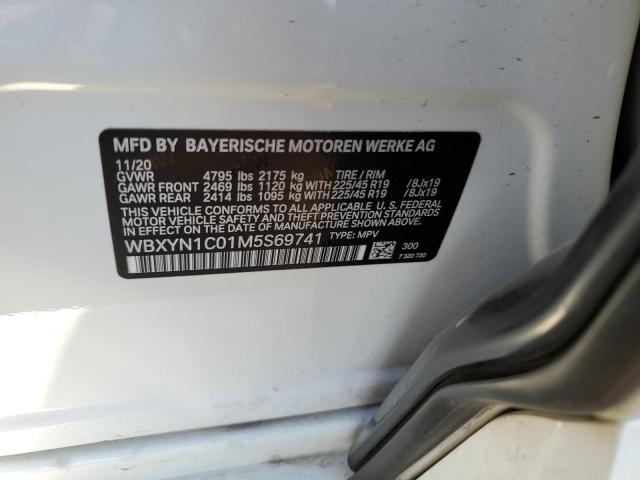 MFD BY BAYERISCHE MOTOREN WERKE AG
11/20
GVWR 4795 lbs 2175 kg TIRE / RIM
GAWR FRONT 2469 lbs 1120 kg WITH 225/45 R19 /8Jx19
GAWR REAR 2414 lbs 1095 kg WITH 225/45 R19 /8Jx19
THIS VEHICLE CONFORMS TO ALL APPLICABLE U.S. FEDERAL
MOTOR VEHICLE SAFETY AND THEFT PREVENTION STANDARDS
IN EFFECT ON THE DATE OF MANUFACTURE SHOWN ABOVE.
WBXYN1C01M5S69741 TYPE: MPV
300
7 320 730